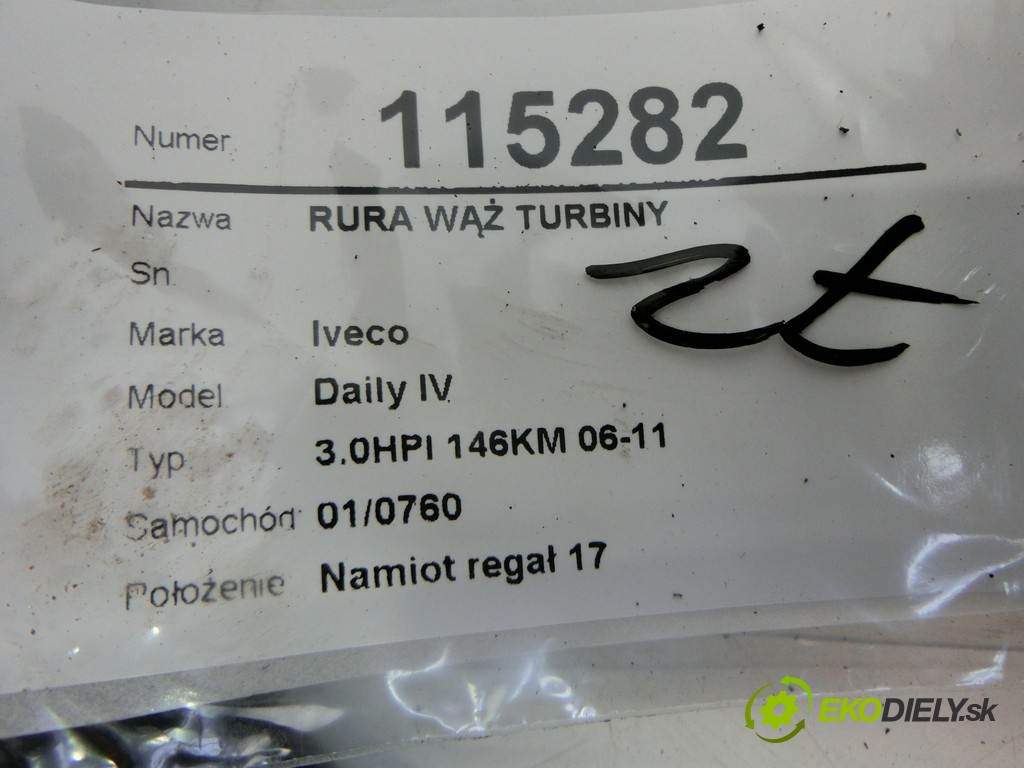 Numer 115282
Nazwa RURA WĄŻ TURBINY
Sn
Marka Iveco
Model Daily IV
Typ 3.0HPI 146KM 06-11
Samochód 01/0760
Położenie Namiot regał 17
EKODIELY.sk